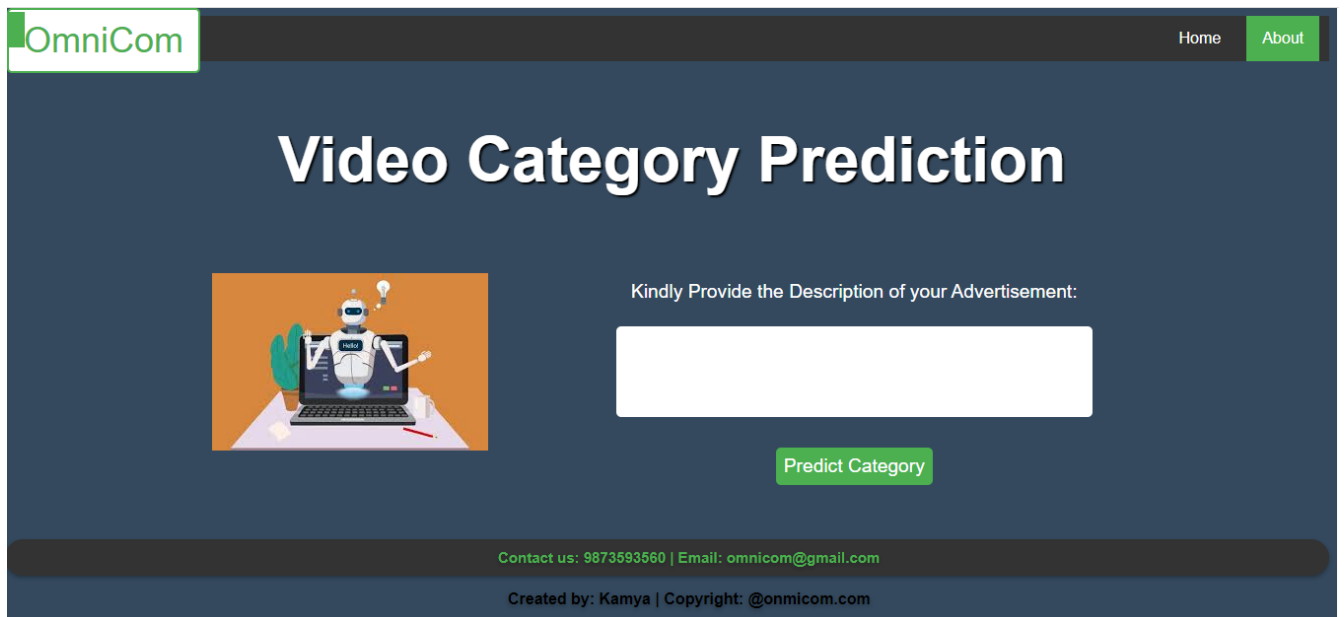 OmniCom
Home
About
Video Category Prediction
Hello!
Kindly Provide the Description of your Advertisement:
Predict Category
Contact us: 9873593560 | Email: omnicom@gmail.com
Created by: Kamya | Copyright: @onmicom.com